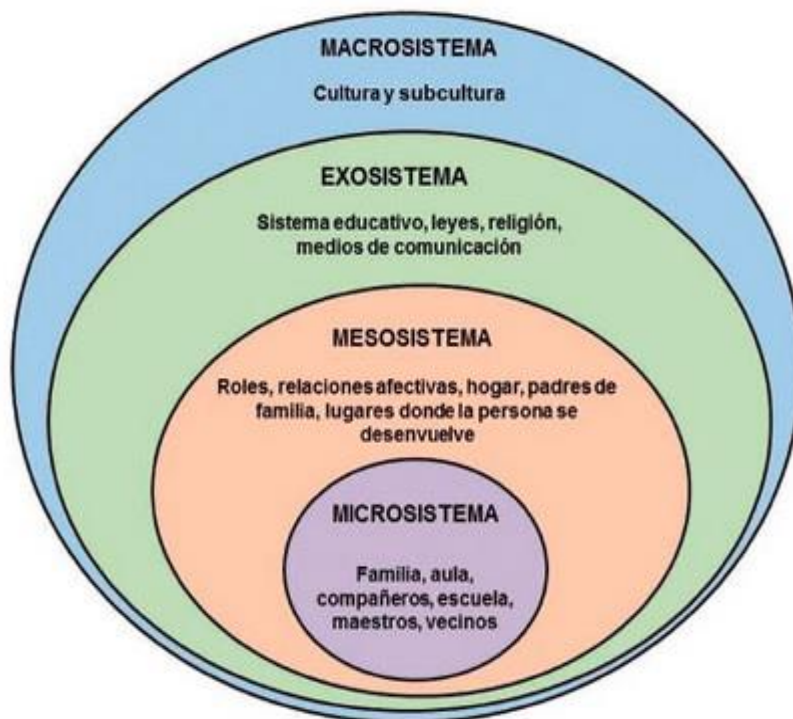 MACROSISTEMA
Cultura y subcultura
EXOSISTEMA
Sistema educativo, leyes, religión,
medios de comunicación
MESOSISTEMA
Roles, relaciones afectivas, hogar, padres de
familia, lugares donde la persona se
desenvuelve
MICROSISTEMA
Familia, aula,
compañeros, escuela,
maestros, vecinos